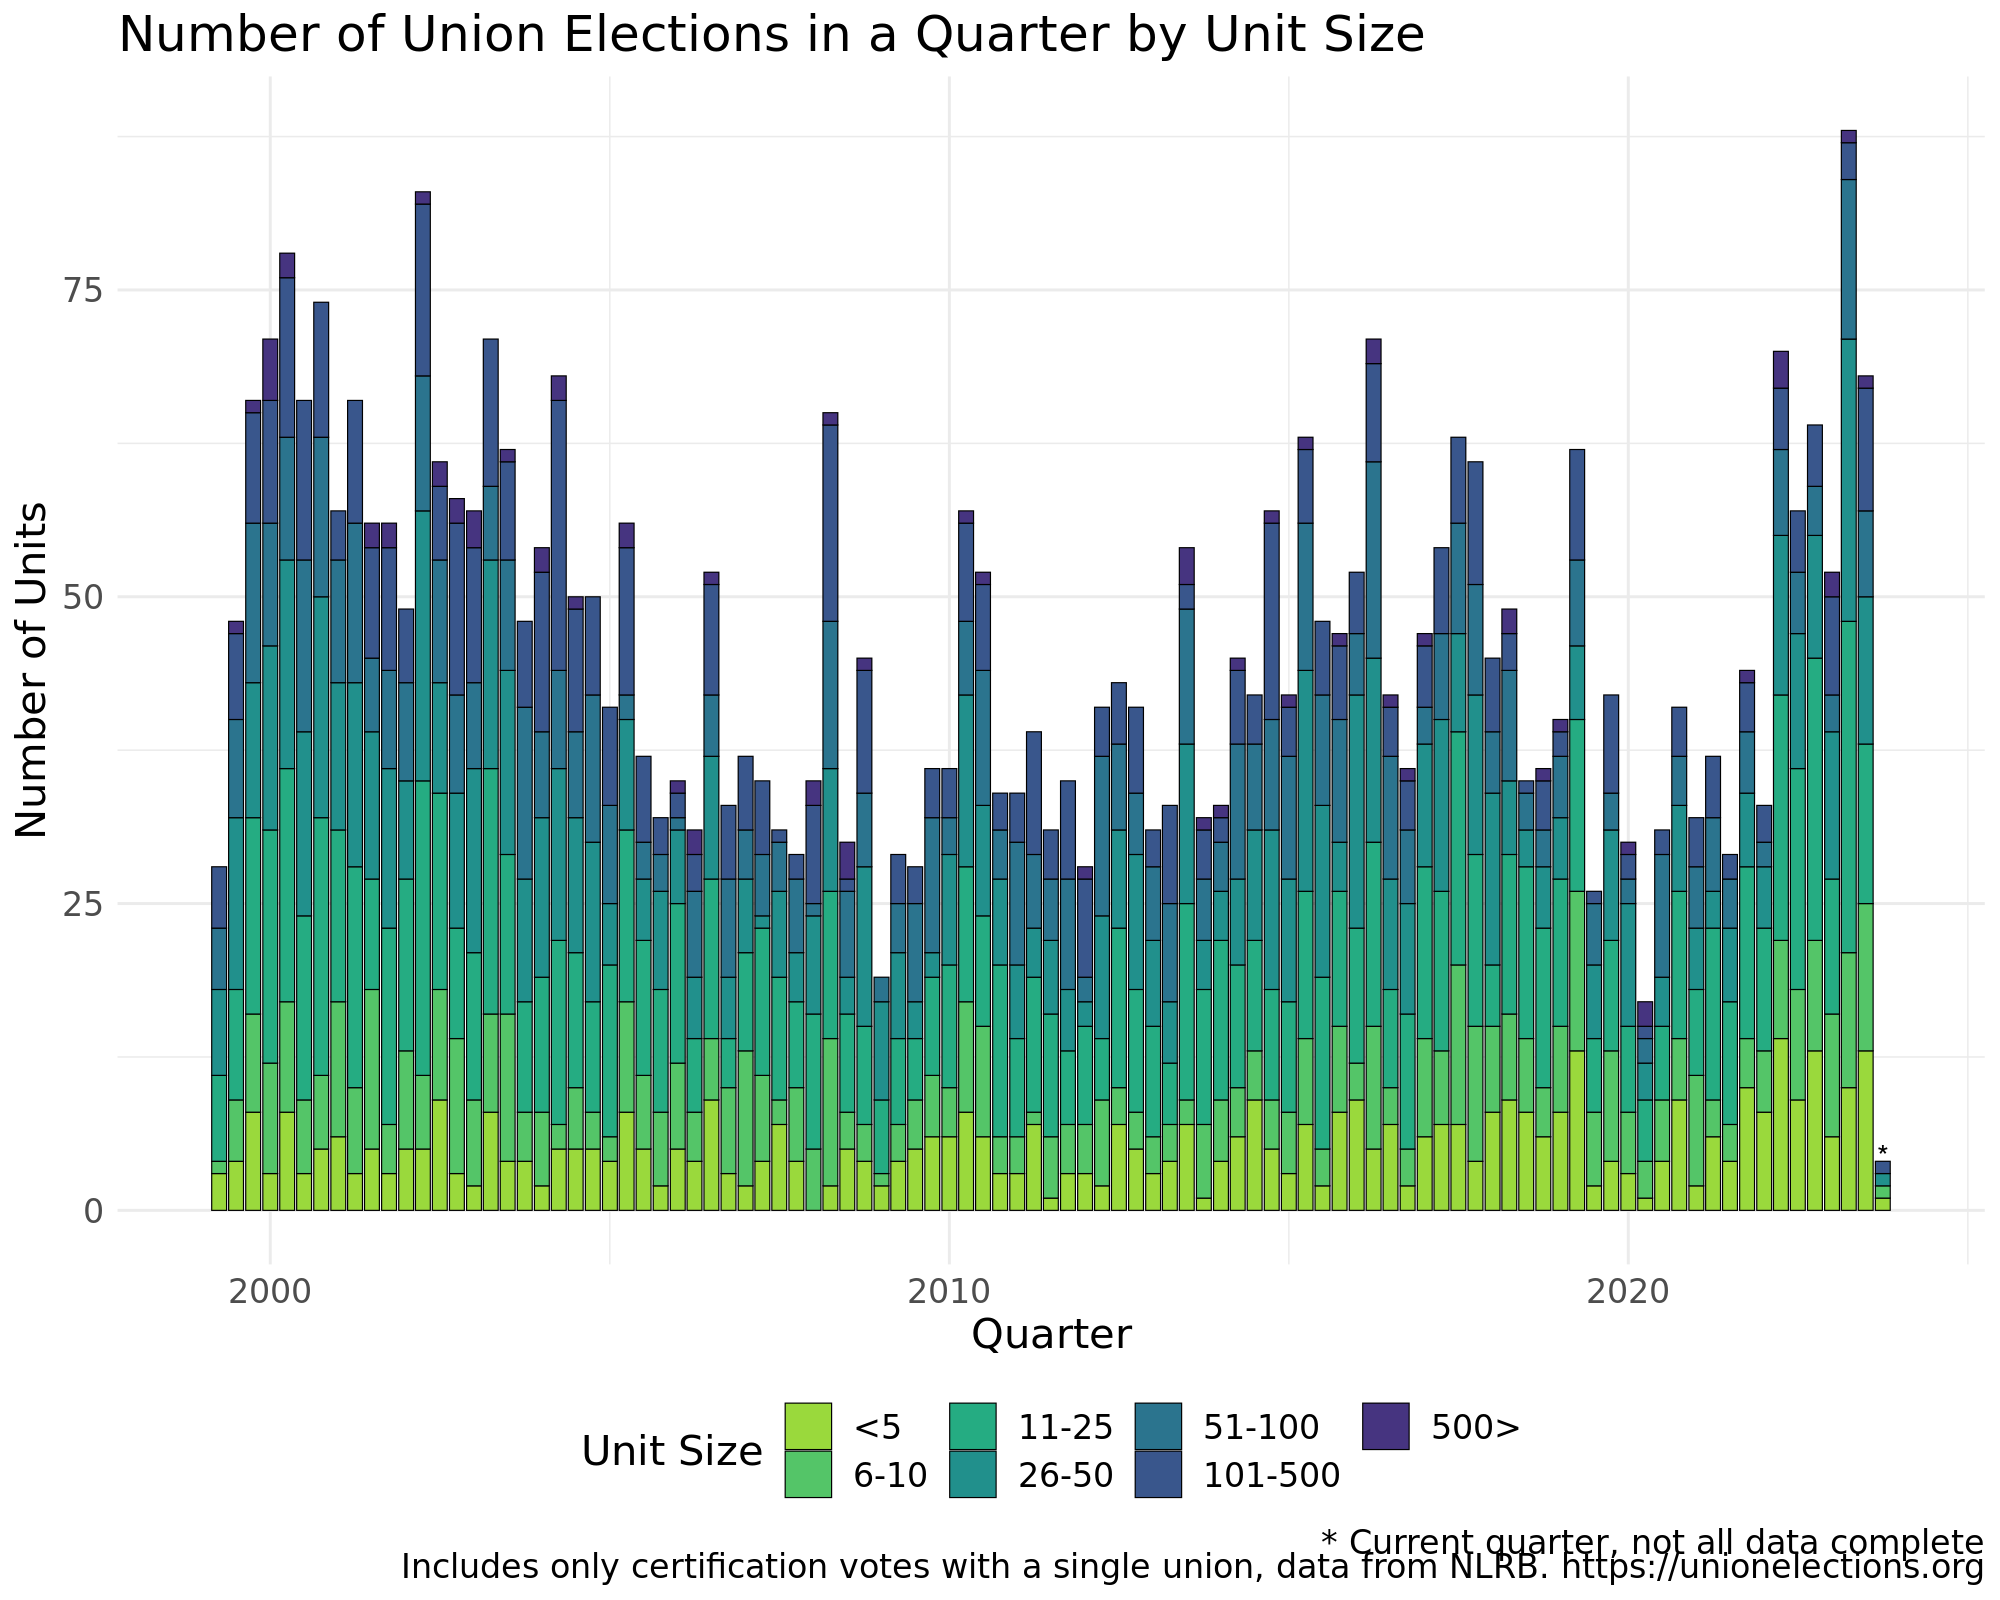 Number of Union Elections in a Quarter by Unit Size
Number of Units
75
50
25
0
*
2000 2010 2020
Quarter
Unit Size
<5 11-25 51-100 500>
6-10 26-50 101-500
* Current quarter, not all data complete
Includes only certification votes with a single union, data from NLRB. https://unionelections.org